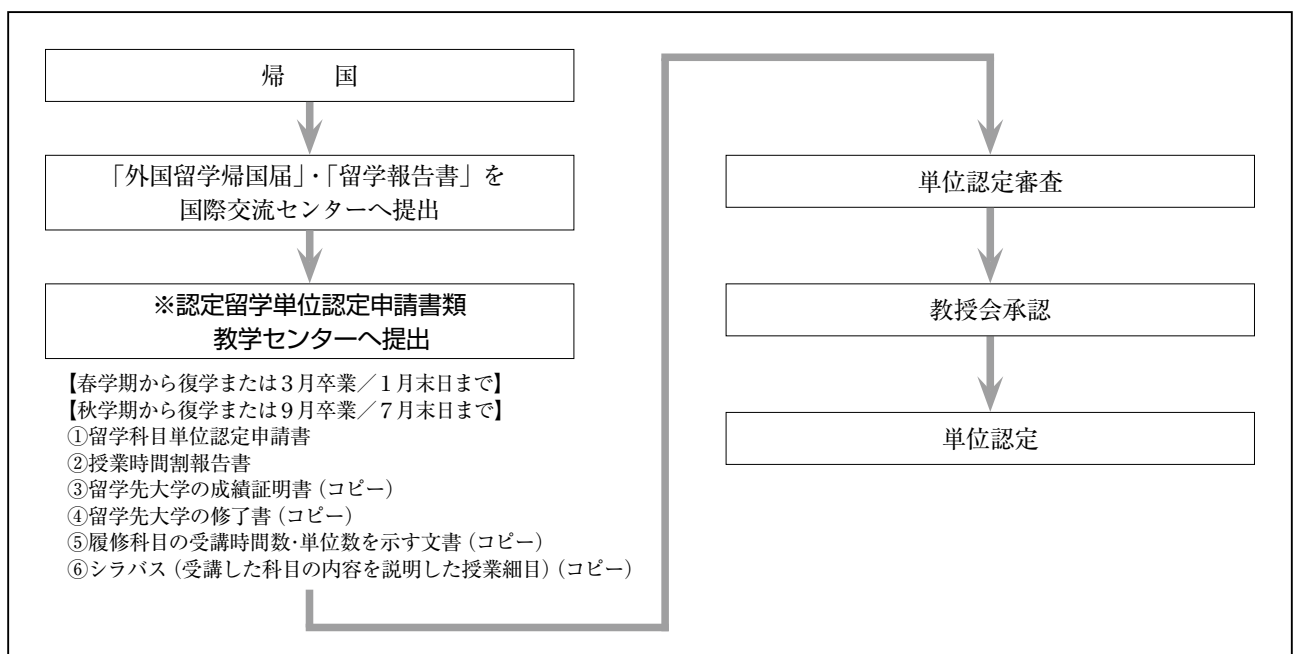 帰　国
「外国留学帰国届」・「留学報告書」を
国際交流センターへ提出
※認定留学単位認定申請書類
教学センターへ提出
【春学期から復学または３月卒業／１月末日まで】
【秋学期から復学または９月卒業／７月末日まで】
①留学科目単位認定申請書
②授業時間割報告書
③留学先大学の成績証明書（コピー）
④留学先大学の修了書（コピー）
⑤履修科目の受講時間数・単位数を示す文書（コピー）
⑥シラバス（受講した科目の内容を説明した授業細目）（コピー）
単位認定審査
教授会承認
単位認定